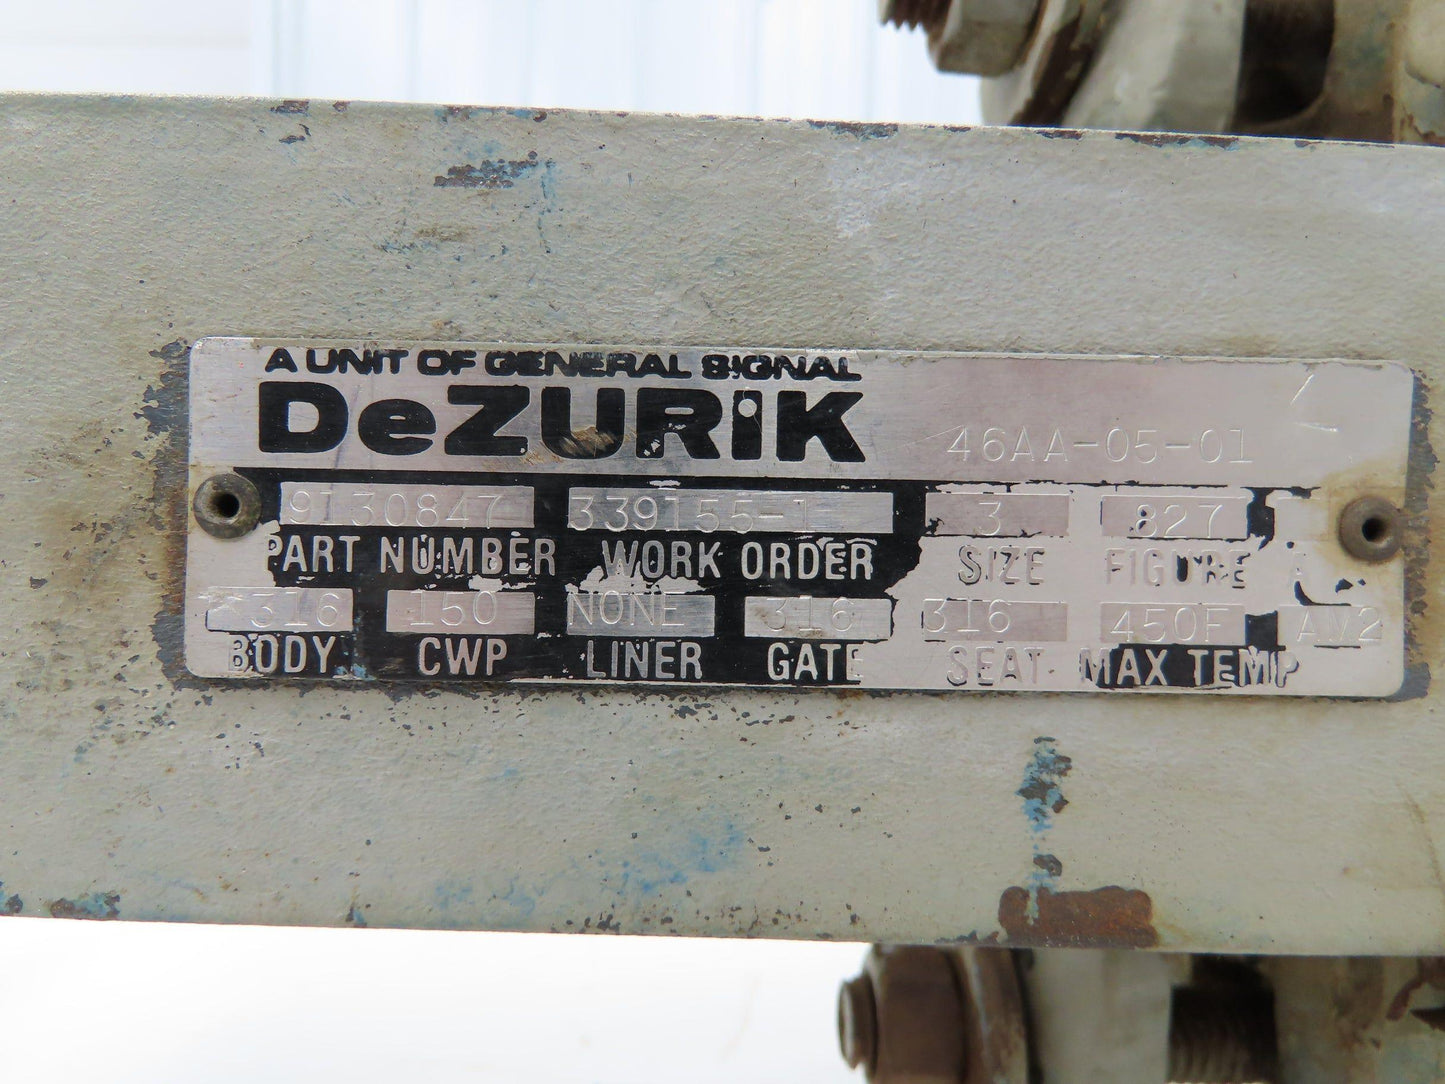 A UNIT OF GENERAL SIGNAL
DeZURiK 46AA-05-01
9130847 339155-1 3 827
PART NUMBER WORK ORDER SIZE FIGURE
316 150 NONE 316 316 450F AM2
BODY CWP LINER GATE SEAT MAX TEMP